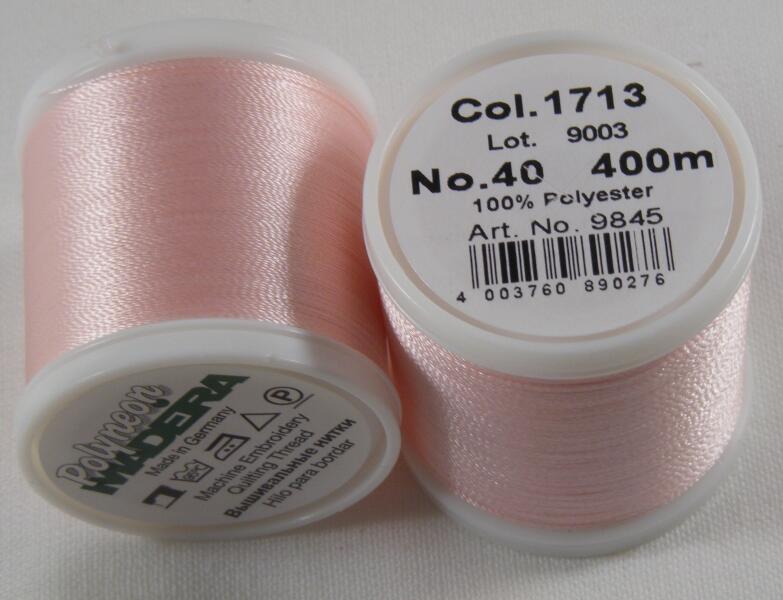 Col.1713
Lot. 9003
No.40 400m
100% Polyester
Art. No. 9845
4 003760 890276
Polyneon
MADEIRA
Made in Germany
95°
P
Machine Embroidery
Quilting Thread
Вышивальные нитки
Hilo para bordar